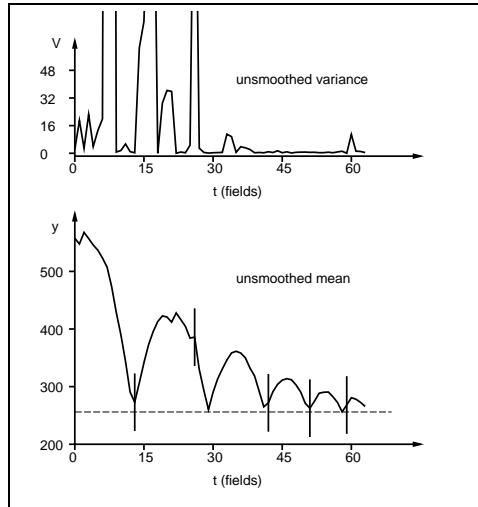 V
48
32
16
0
unsmoothed variance
0 15 30 45 60
t (fields)
y
500
400
300
200
unsmoothed mean
0 15 30 45 60
t (fields)